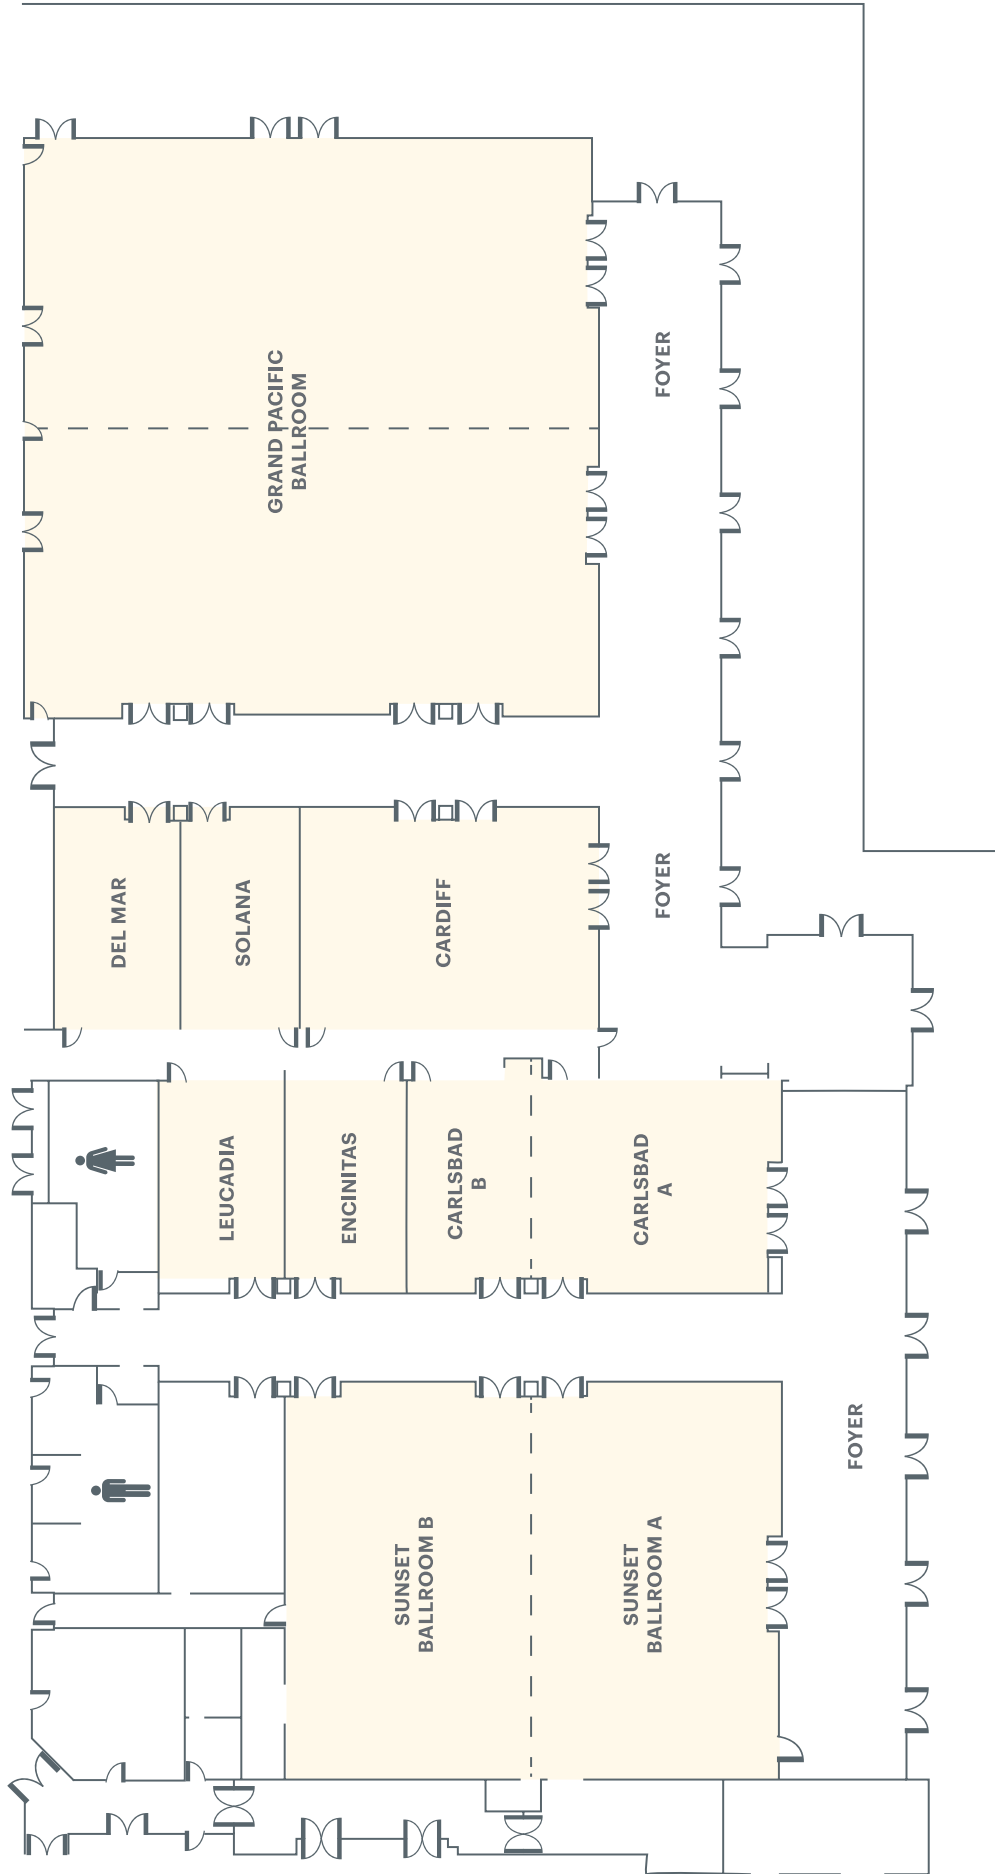 GRAND PACIFIC
BALLROOM
FOYER
DEL MAR
SOLANA
CARDIFF
FOYER
LEUCADIA
ENCINITAS
CARLSBAD
B
CARLSBAD
A
SUNSET
BALLROOM B
SUNSET
BALLROOM A
FOYER